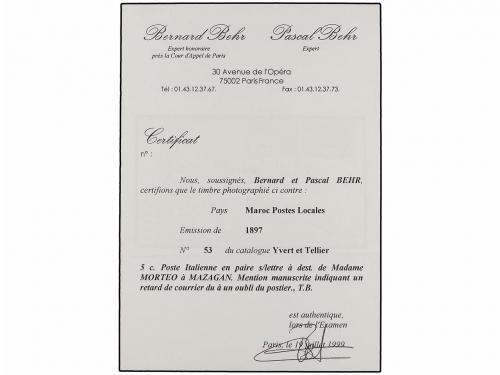 Bernard Behr Pascal Behr
Expert honoraire Expert
près la Cour d'Appel de Paris
30 Avenue de l'Opéra
75002 Paris France
Tél : 01.43.12.37.67. Fax : 01.43.12.37.73.
Certificat
n° :
Nous, soussignés, Bernard et Pascal BEHR,
certifions que le timbre photographié ci contre :
Pays Maroc Postes Locales
Emission de 1897
N° 53 du catalogue Yvert et Tellier
5 c. Poste Italienne en paire s/lettre à dest. de Madame
MORTEO à MAZAGAN. Mention manuscrite indiquant un
retard de courrier du à un oubli du postier., T.B.
est authentique,
lors de l'Examen
Paris, le 19 Juillet 1999